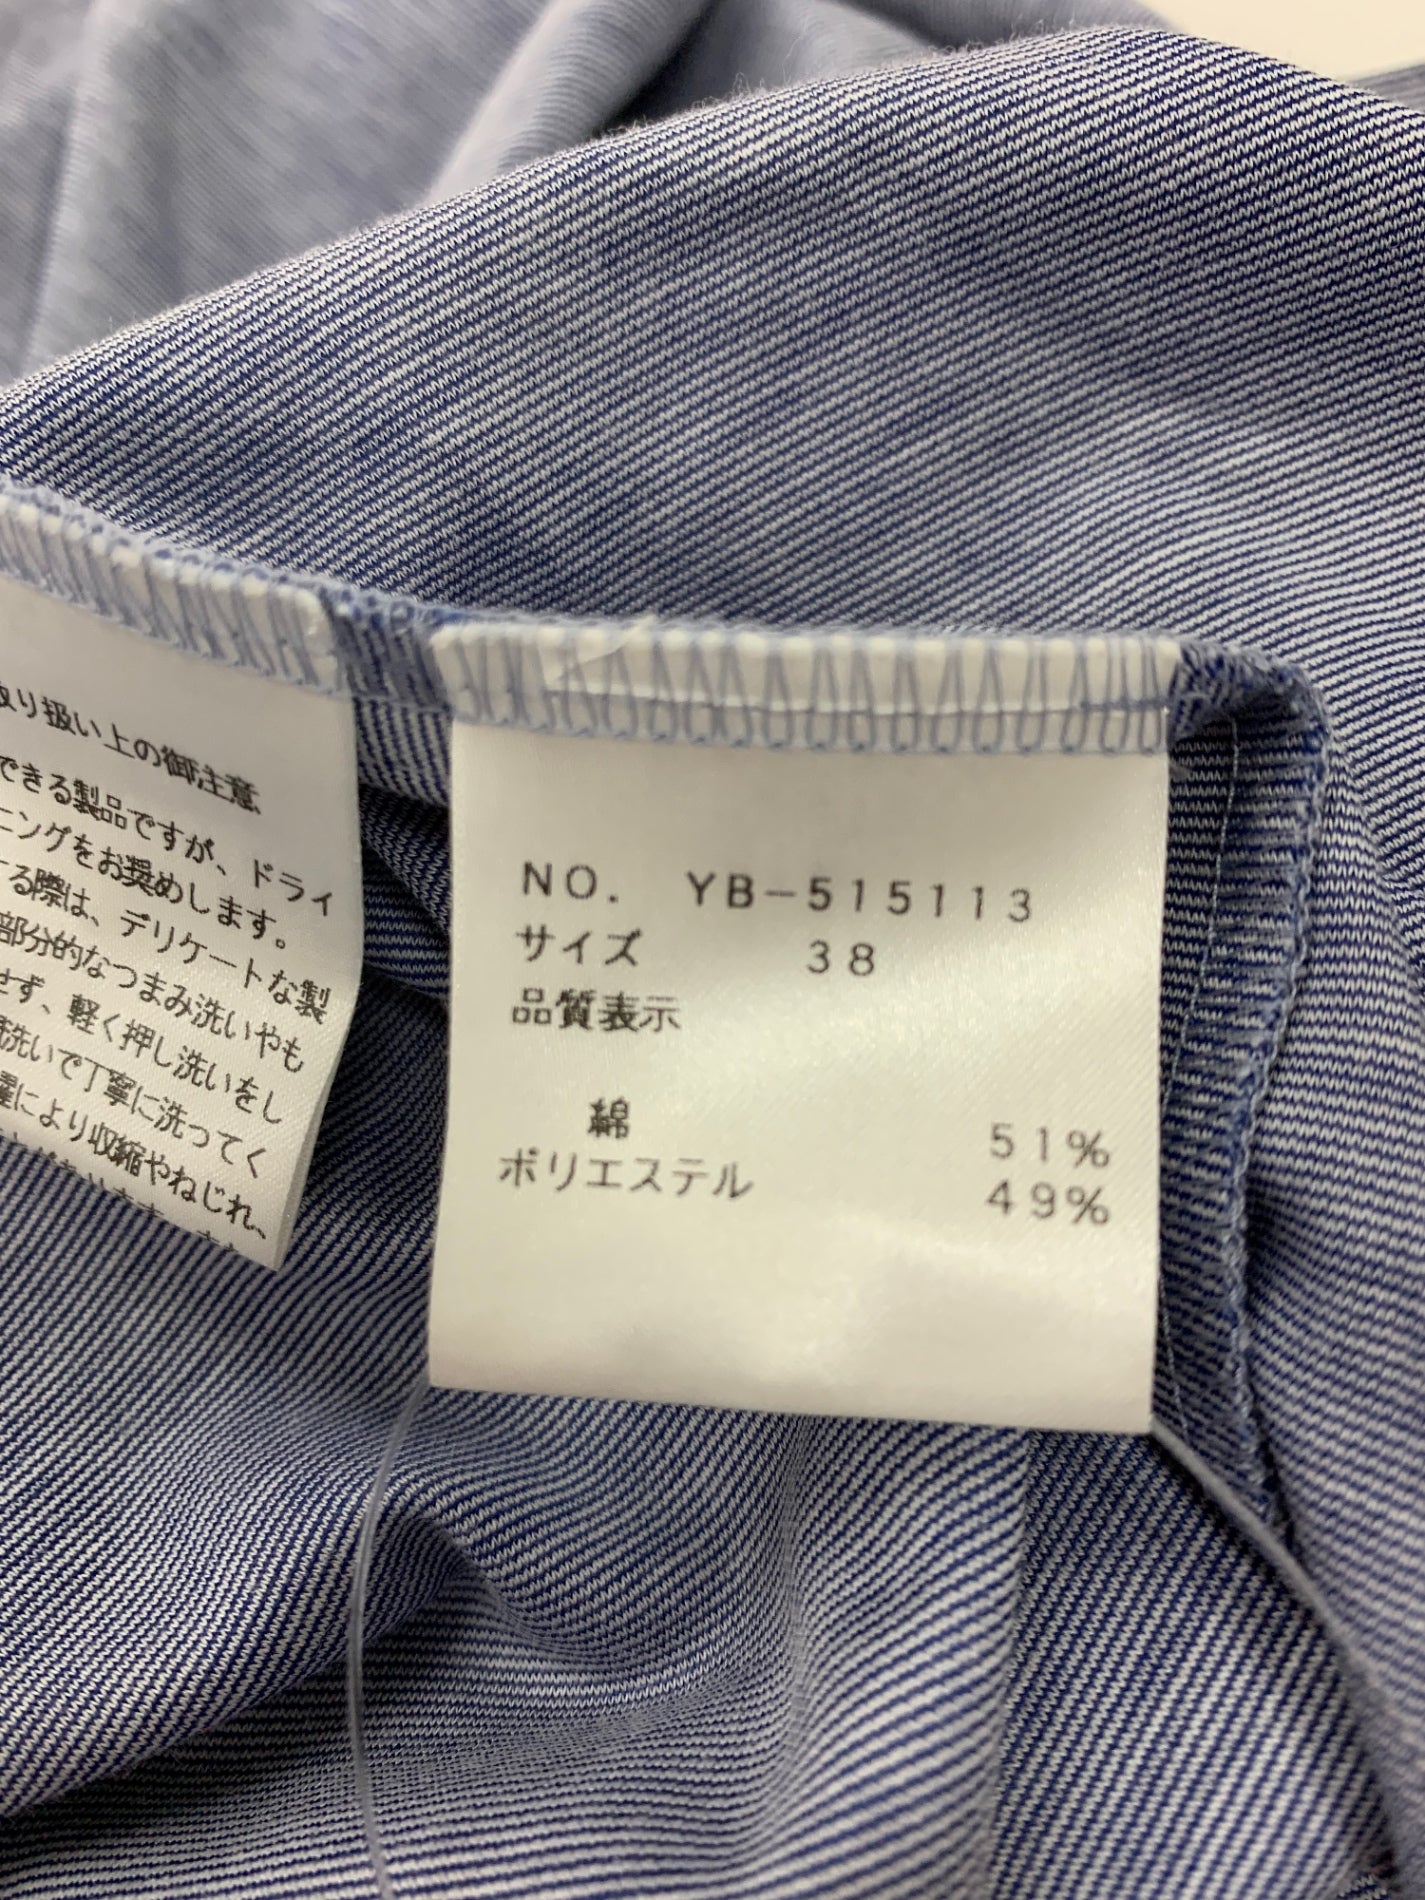 取り扱い上の御注意
できる製品ですが、ドライ
ニングをお奨めします。
する際は、デリケートな製
部分的なつまみ洗いやも
せず、軽く押し洗いをし
洗いで丁寧に洗ってく
濯により収縮やねじれ、
NO. YB-515113
サイズ 38
品質表示
綿 51%
ポリエステル 49%